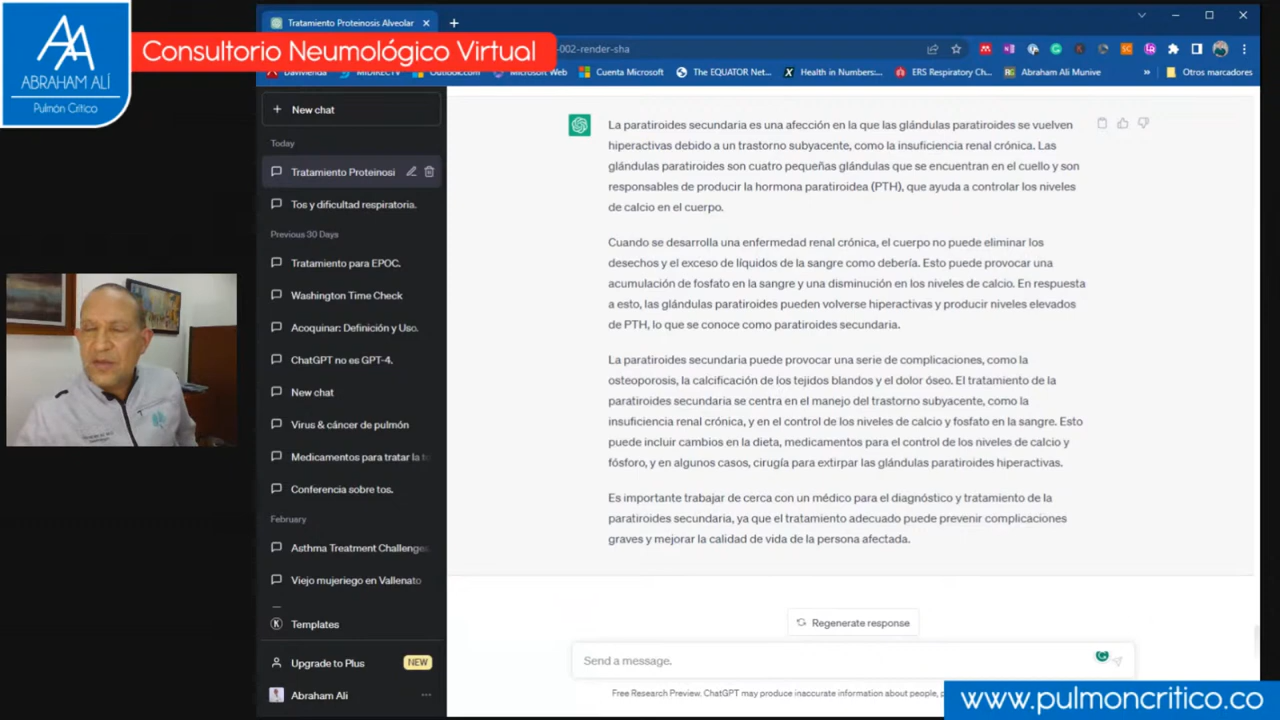 AA
ABRAHAM ALÍ
Pulmón Crítico
Consultorio Neumológico Virtual
Tratamiento Proteinosis Alveolar
-002-render-sha
Davivienda
MiDIRECTV
Outlook.com
Microsoft Web
Cuenta Microsoft
The EQUATOR Net...
Health in Numbers:...
ERS Respiratory Ch...
Abraham Ali Munive
»
Otros marcadores
+ New chat
Today
Tratamiento Proteinosi
Tos y dificultad respiratoria.
Previous 30 Days
Tratamiento para EPOC.
Washington Time Check
Acoquinar: Definición y Uso.
ChatGPT no es GPT-4.
New chat
Virus & cáncer de pulmón
Medicamentos para tratar la t
Conferencia sobre tos.
February
Asthma Treatment Challenge
Viejo mujeriego en Vallenato
Templates
Upgrade to Plus NEW
Abraham Ali
La paratiroides secundaria es una afección en la que las glándulas paratiroides se vuelven
hiperactivas debido a un trastorno subyacente, como la insuficiencia renal crónica. Las
glándulas paratiroides son cuatro pequeñas glándulas que se encuentran en el cuello y son
responsables de producir la hormona paratiroidea (PTH), que ayuda a controlar los niveles
de calcio en el cuerpo.
Cuando se desarrolla una enfermedad renal crónica, el cuerpo no puede eliminar los
desechos y el exceso de líquidos de la sangre como debería. Esto puede provocar una
acumulación de fosfato en la sangre y una disminución en los niveles de calcio. En respuesta
a esto, las glándulas paratiroides pueden volverse hiperactivas y producir niveles elevados
de PTH, lo que se conoce como paratiroides secundaria.
La paratiroides secundaria puede provocar una serie de complicaciones, como la
osteoporosis, la calcificación de los tejidos blandos y el dolor óseo. El tratamiento de la
paratiroides secundaria se centra en el manejo del trastorno subyacente, como la
insuficiencia renal crónica, y en el control de los niveles de calcio y fosfato en la sangre. Esto
puede incluir cambios en la dieta, medicamentos para el control de los niveles de calcio y
fósforo, y en algunos casos, cirugía para extirpar las glándulas paratiroides hiperactivas.
Es importante trabajar de cerca con un médico para el diagnóstico y tratamiento de la
paratiroides secundaria, ya que el tratamiento adecuado puede prevenir complicaciones
graves y mejorar la calidad de vida de la persona afectada.
Regenerate response
Send a message.
Free Research Preview. ChatGPT may produce inaccurate information about people, p
www.pulmoncritico.co